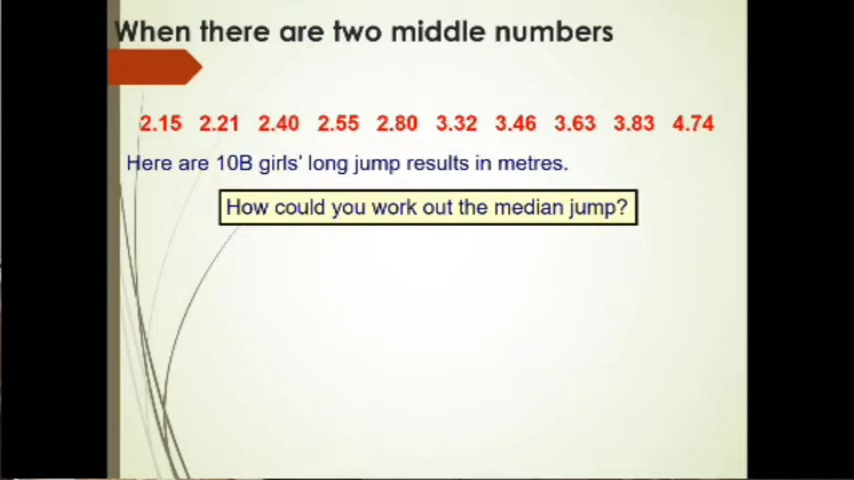 When there are two middle numbers
2.15 2.21 2.40 2.55 2.80 3.32 3.46 3.63 3.83 4.74
Here are 10B girls' long jump results in metres.
How could you work out the median jump?